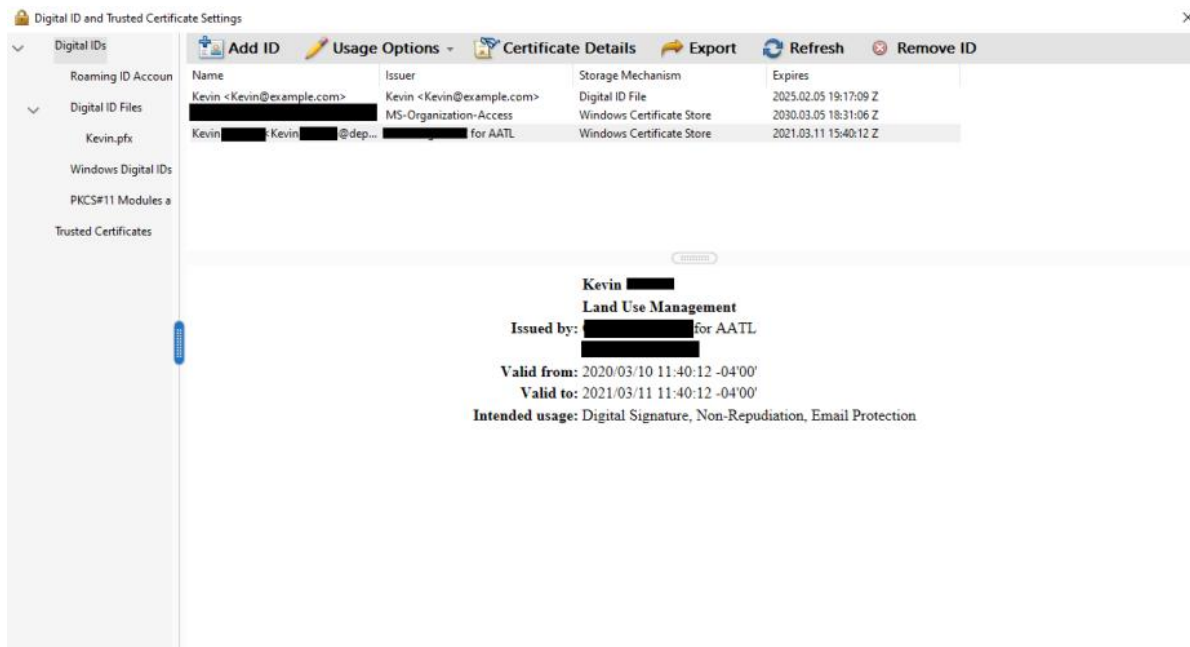 Digital ID and Trusted Certificate Settings
Digital IDs
Roaming ID Accoun
Digital ID Files
Kevin.pfx
Windows Digital IDs
PKCS#11 Modules a
Trusted Certificates
Add ID Usage Options Certificate Details Export Refresh Remove ID
Name Issuer Storage Mechanism Expires
Kevin <Kevin@example.com> Kevin <Kevin@example.com> Digital ID File 2025.02.05 19:17:09 Z
MS-Organization-Access Windows Certificate Store 2030.03.05 18:31:06 Z
Kevin <Kevin @dep... for AATL Windows Certificate Store 2021.03.11 15:40:12 Z
Kevin
Land Use Management
Issued by: for AATL
Valid from: 2020/03/10 11:40:12 -04'00'
Valid to: 2021/03/11 11:40:12 -04'00'
Intended usage: Digital Signature, Non-Repudiation, Email Protection